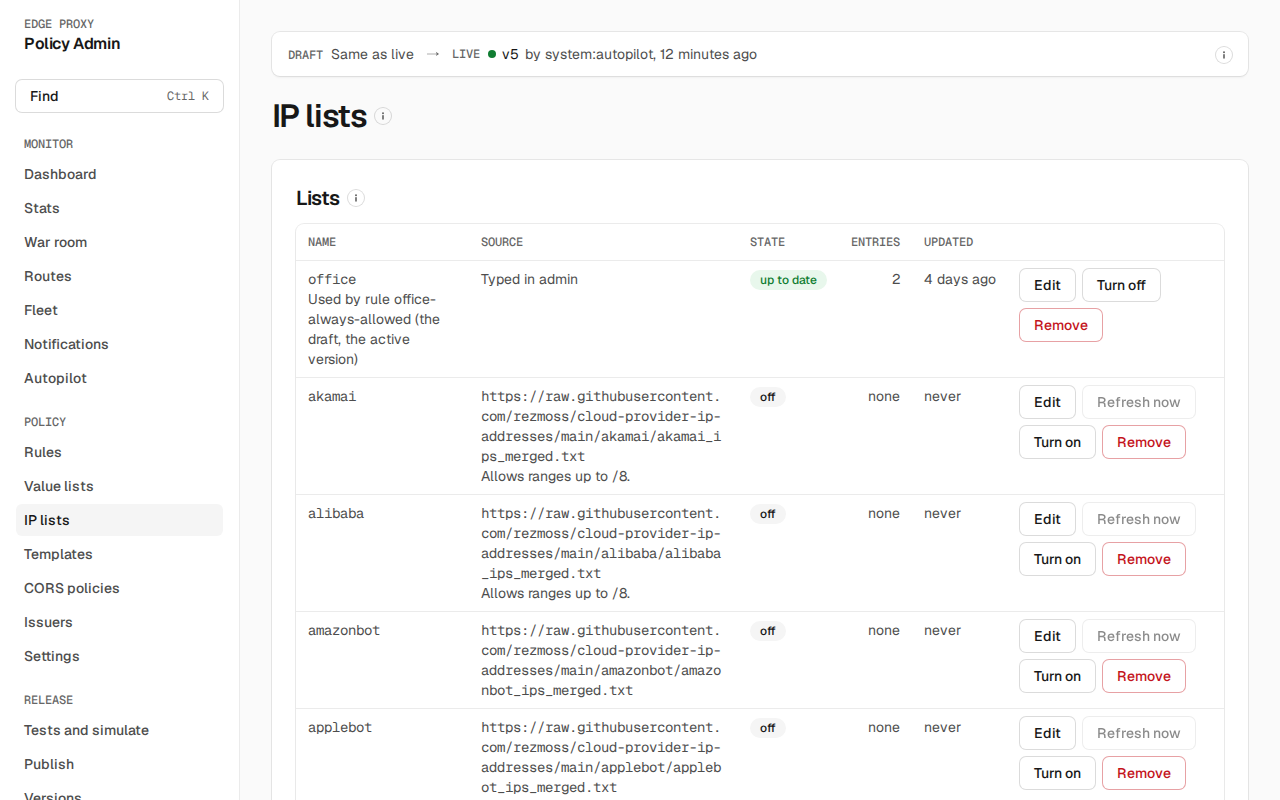 EDGE PROXY
Policy Admin
Find
Ctrl K
MONITOR
Dashboard
Stats
War room
Routes
Fleet
Notifications
Autopilot
POLICY
Rules
Value lists
IP lists
Templates
CORS policies
Issuers
Settings
RELEASE
Tests and simulate
Publish
Versions
DRAFT Same as live → LIVE v5 by system:autopilot, 12 minutes ago
IP lists
Lists
NAME SOURCE STATE ENTRIES UPDATED
office
Used by rule office-
always-allowed (the
draft, the active
version)
Typed in admin
up to date
2
4 days ago
Edit Turn off
Remove
akamai
https://raw.githubusercontent.
com/rezmoss/cloud-provider-ip-
addresses/main/akamai/akamai_i
ps_merged.txt
Allows ranges up to /8.
off
none
never
Edit Refresh now
Turn on Remove
alibaba
https://raw.githubusercontent.
com/rezmoss/cloud-provider-ip-
addresses/main/alibaba/alibaba
_ips_merged.txt
Allows ranges up to /8.
off
none
never
Edit Refresh now
Turn on Remove
amazonbot
https://raw.githubusercontent.
com/rezmoss/cloud-provider-ip-
addresses/main/amazonbot/amazo
nbot_ips_merged.txt
off
none
never
Edit Refresh now
Turn on Remove
applebot
https://raw.githubusercontent.
com/rezmoss/cloud-provider-ip-
addresses/main/applebot/appleb
ot_ips_merged.txt
off
none
never
Edit Refresh now
Turn on Remove